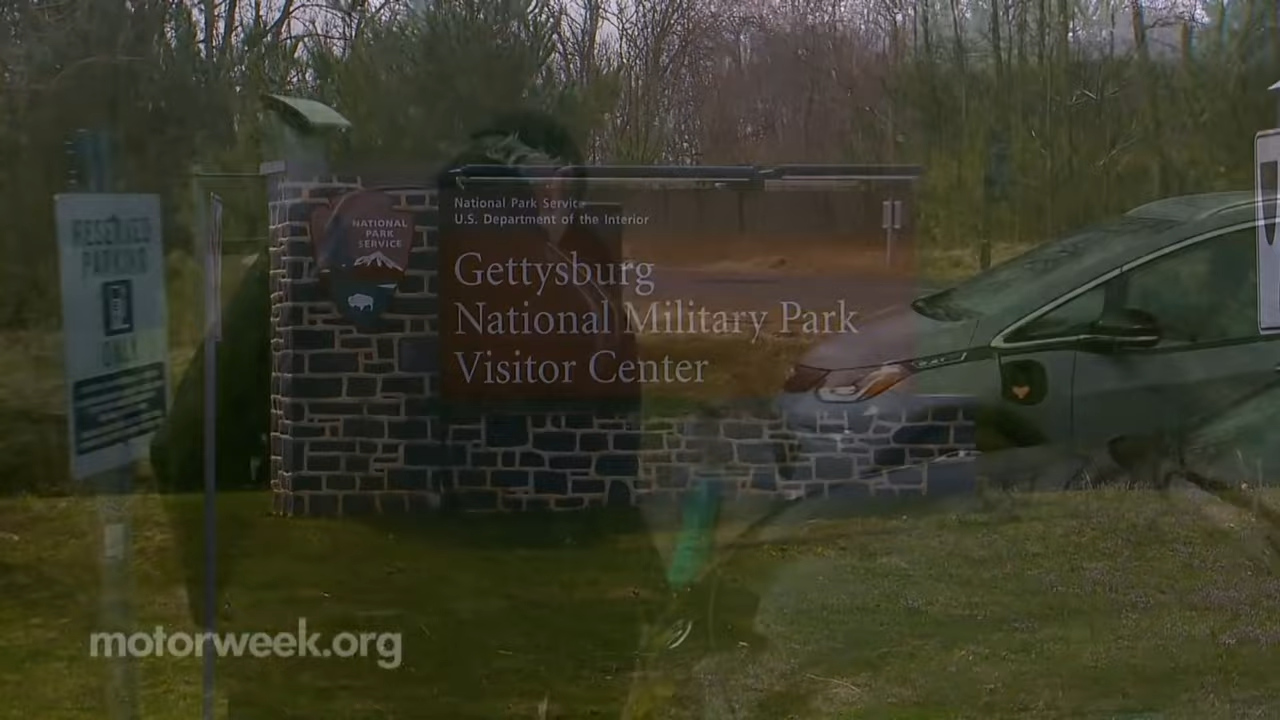 RESERVED
PARKING
ONLY
NATIONAL
PARK
SERVICE
National Park Service
U.S. Department of the Interior
Gettysburg
National Military Park
Visitor Center
motorweek.org